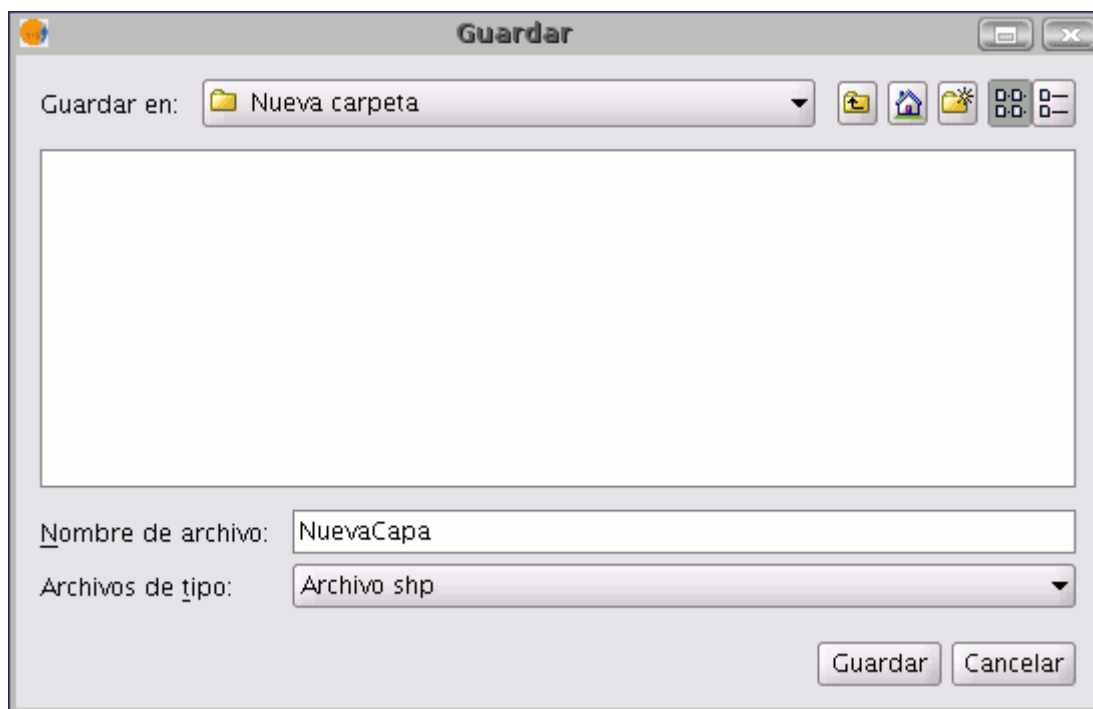 Guardar
Guardar en: Nueva carpeta
Nombre de archivo: NuevaCapa
Archivos de tipo: Archivo shp
Guardar Cancelar